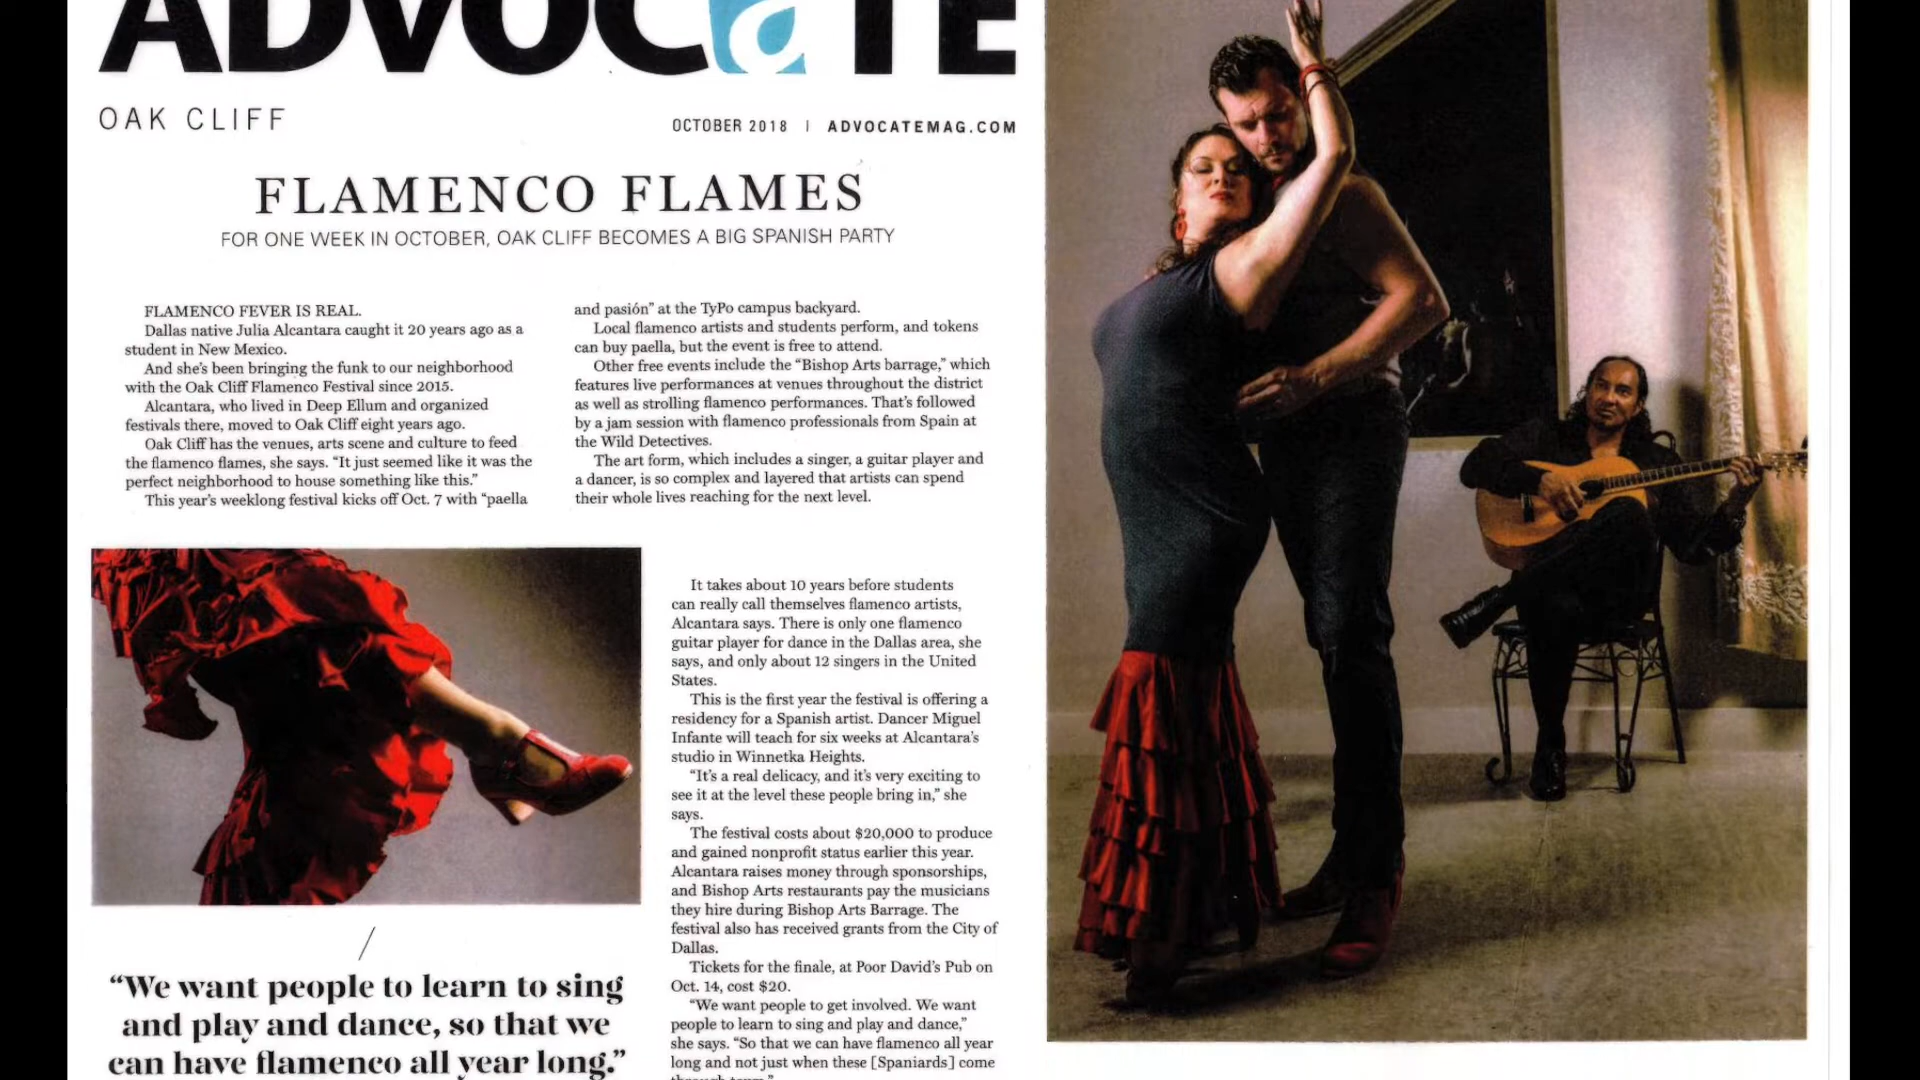 ADVOCATE
OAK CLIFF
OCTOBER 2018 | ADVOCATEMAG.COM
FLAMENCO FLAMES
FOR ONE WEEK IN OCTOBER, OAK CLIFF BECOMES A BIG SPANISH PARTY
FLAMENCO FEVER IS REAL.
Dallas native Julia Alcantara caught it 20 years ago as a
student in New Mexico.
And she's been bringing the funk to our neighborhood
with the Oak Cliff Flamenco Festival since 2015.
Alcantara, who lived in Deep Ellum and organized
festivals there, moved to Oak Cliff eight years ago.
Oak Cliff has the venues, arts scene and culture to feed
the flamenco flames, she says. “It just seemed like it was the
perfect neighborhood to house something like this.”
This year's weeklong festival kicks off Oct. 7 with “paella
and pasión” at the TyPo campus backyard.
Local flamenco artists and students perform, and tokens
can buy paella, but the event is free to attend.
Other free events include the “Bishop Arts barrage,” which
features live performances at venues throughout the district
as well as strolling flamenco performances. That's followed
by a jam session with flamenco professionals from Spain at
the Wild Detectives.
The art form, which includes a singer, a guitar player and
a dancer, is so complex and layered that artists can spend
their whole lives reaching for the next level.
It takes about 10 years before students
can really call themselves flamenco artists,
Alcantara says. There is only one flamenco
guitar player for dance in the Dallas area, she
says, and only about 12 singers in the United
States.
This is the first year the festival is offering a
residency for a Spanish artist. Dancer Miguel
Infante will teach for six weeks at Alcantara's
studio in Winnetka Heights.
“It's a real delicacy, and it's very exciting to
see it at the level these people bring in,” she
says.
The festival costs about $20,000 to produce
and gained nonprofit status earlier this year.
Alcantara raises money through sponsorships,
and Bishop Arts restaurants pay the musicians
they hire during Bishop Arts Barrage. The
festival also has received grants from the City of
Dallas.
Tickets for the finale, at Poor David's Pub on
Oct. 14, cost $20.
“We want people to get involved. We want
people to learn to sing and play and dance,”
she says. “So that we can have flamenco all year
long and not just when these [Spaniards] come
through town.”
“We want people to learn to sing
and play and dance, so that we
can have flamenco all year long.”